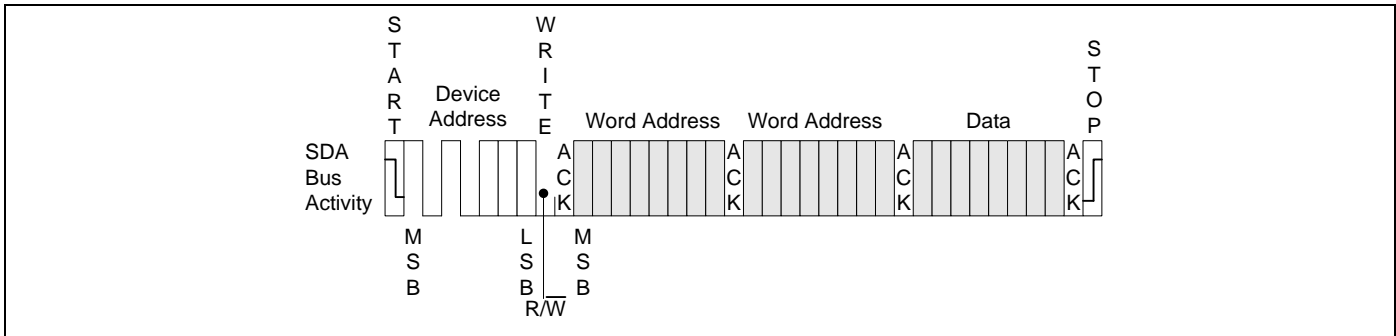 START
WRITE
STOP
Device
Address
Word Address
Word Address
Data
SDA
Bus
Activity
ACK
ACK
ACK
ACK
MSB
LSB
MSB
R/W̅